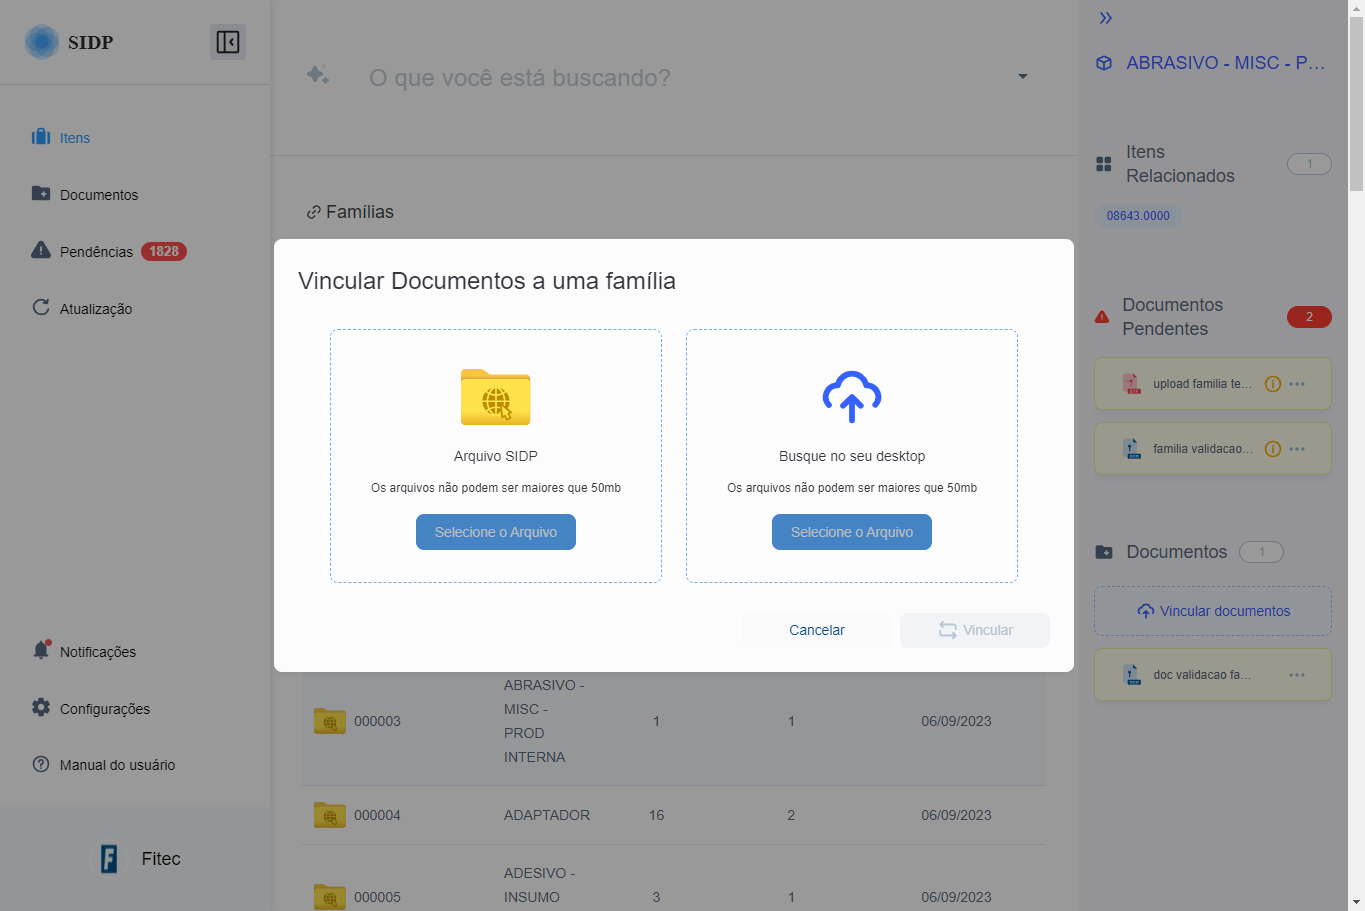 SIDP
Itens
Documentos
Pendências 1828
Atualização
Notificações
Configurações
Manual do usuário
Fitec
O que você está buscando?
Famílias
Vincular Documentos a uma família
Arquivo SIDP
Os arquivos não podem ser maiores que 50mb
Selecione o Arquivo
Busque no seu desktop
Os arquivos não podem ser maiores que 50mb
Selecione o Arquivo
Cancelar
Vincular
000003 ABRASIVO - 1 1 06/09/2023
MISC -
PROD
INTERNA
000004 ADAPTADOR 16 2 06/09/2023
000005 ADESIVO - 3 1 06/09/2023
INSUMO
ABRASIVO - MISC - P...
Itens 1
Relacionados
08643.0000
Documentos 2
Pendentes
upload familia te...
familia validacao...
Documentos 1
Vincular documentos
doc validacao fa...